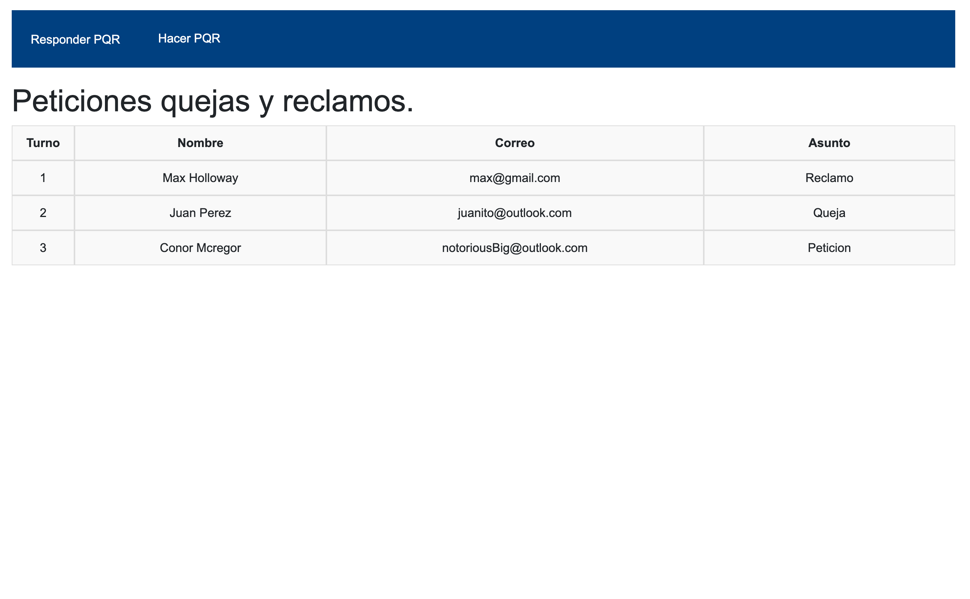 Responder PQR Hacer PQR
Peticiones quejas y reclamos.
Turno Nombre Correo Asunto
1 Max Holloway max@gmail.com Reclamo
2 Juan Perez juanito@outlook.com Queja
3 Conor Mcregor notoriousBig@outlook.com Peticion